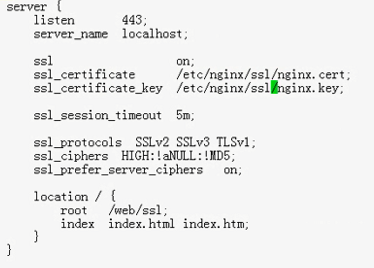 server {
    listen       443;
    server_name  localhost;

    ssl                  on;
    ssl_certificate      /etc/nginx/ssl/nginx.cert;
    ssl_certificate_key  /etc/nginx/ssl/nginx.key;

    ssl_session_timeout  5m;

    ssl_protocols  SSLv2 SSLv3 TLSv1;
    ssl_ciphers  HIGH:!aNULL:!MD5;
    ssl_prefer_server_ciphers   on;

    location / {
        root   /web/ssl;
        index  index.html index.htm;
    }
}